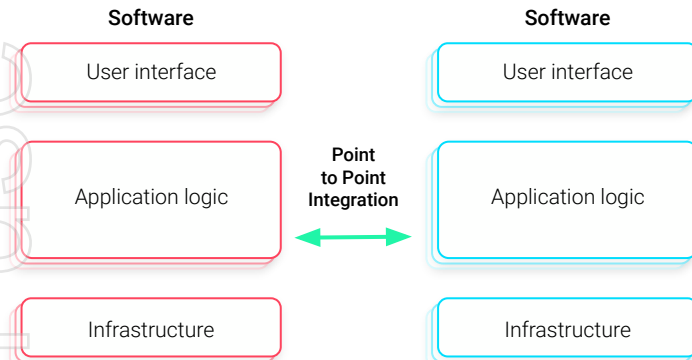 Software
Software
User interface
User interface
Point
to Point
Integration
Application logic
Application logic
Infrastructure
Infrastructure